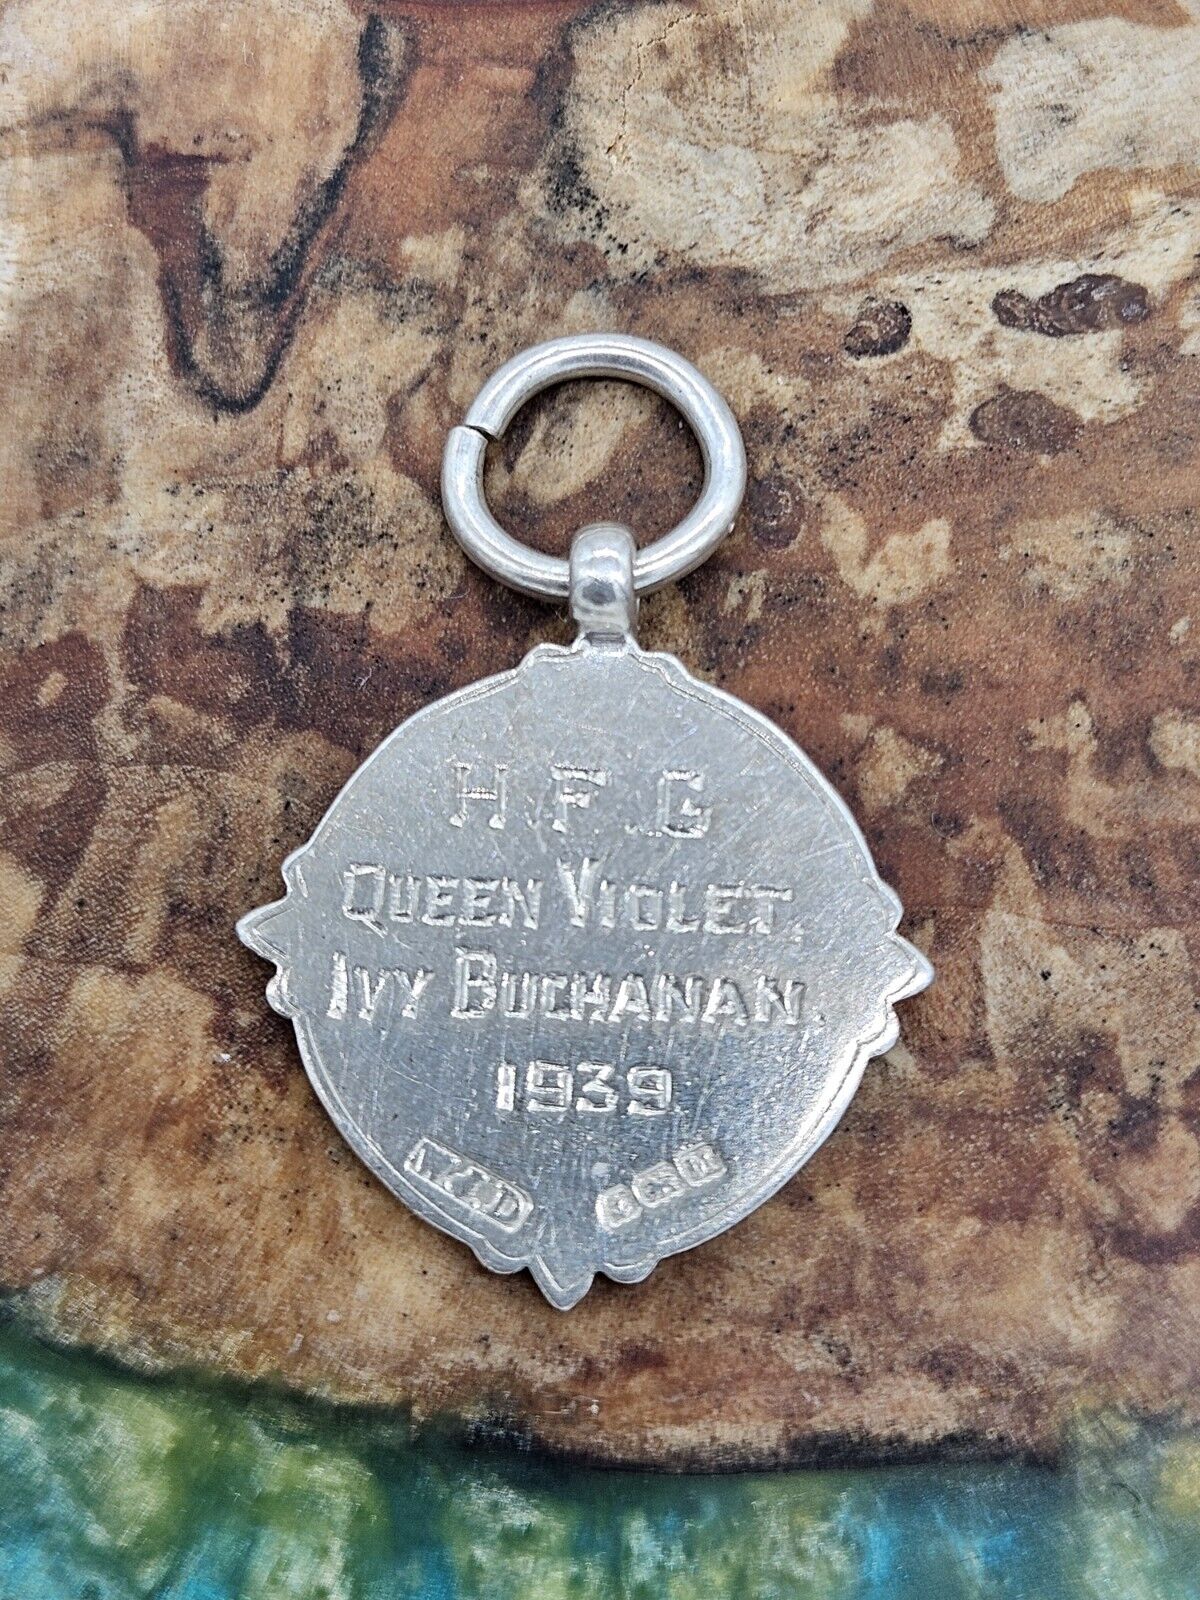 H.F.G
QUEEN VIOLET.
IVY BUCHANAN.
1939